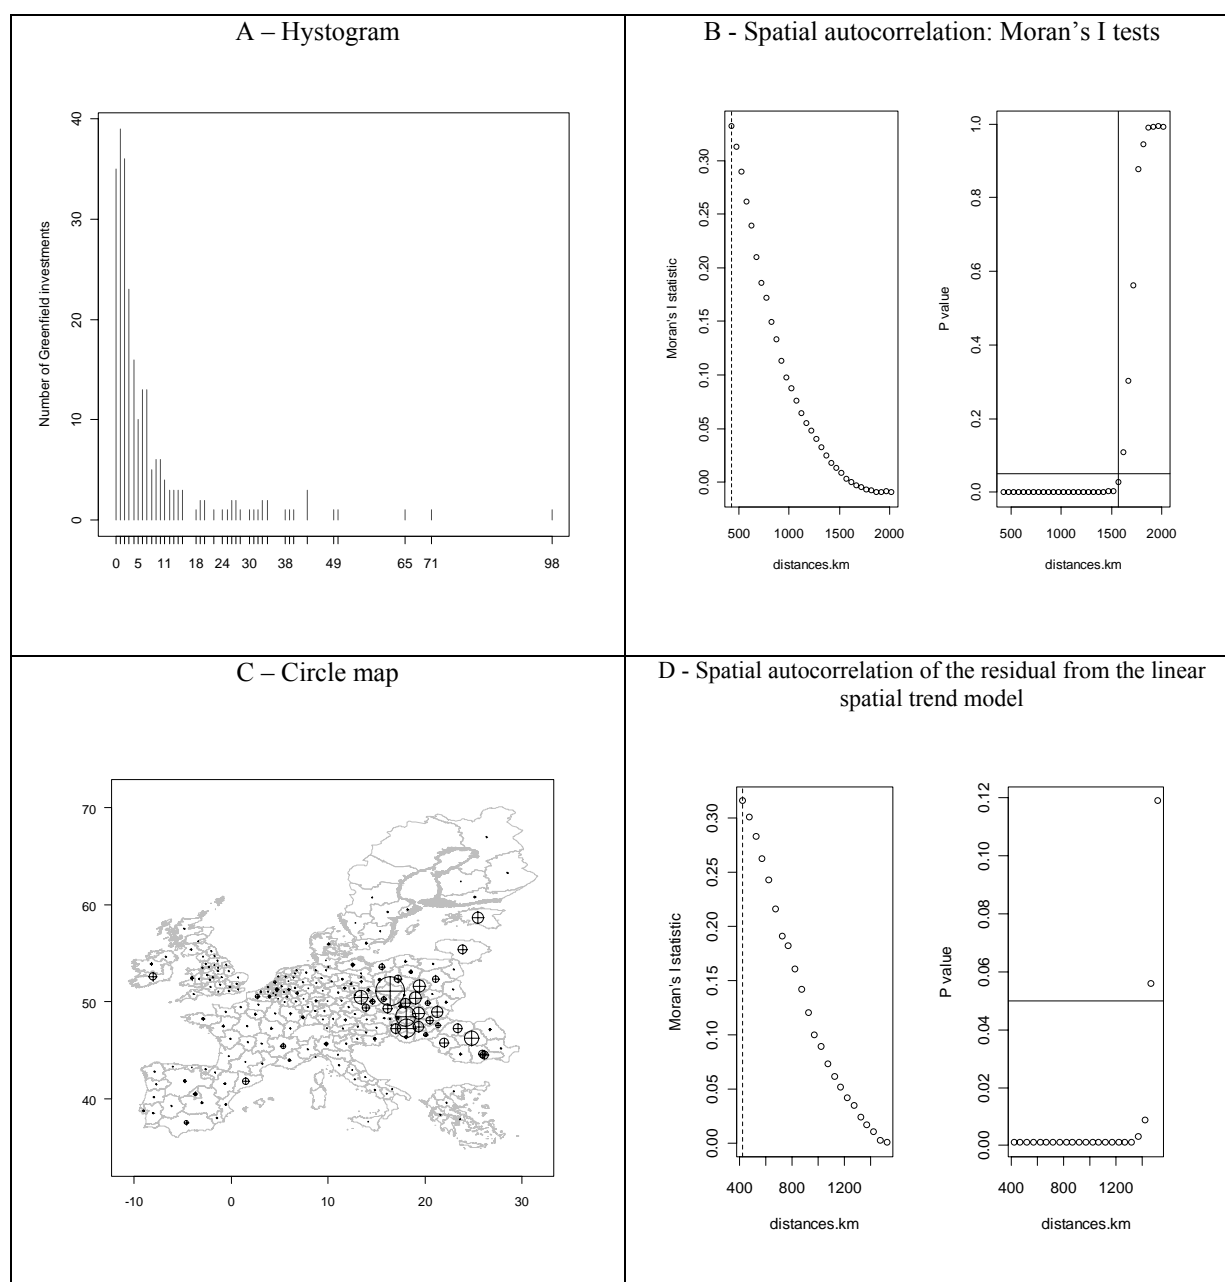 A – Hystogram
B - Spatial autocorrelation: Moran's I tests
Number of Greenfield investments
40
30
20
10
0
0 5 11 18 24 30 38 49 65 71 98
Moran's I statistic
0.30
0.25
0.20
0.15
0.10
0.05
0.00
500 1000 1500 2000
distances.km
P value
1.0
0.8
0.6
0.4
0.2
0.0
500 1000 1500 2000
distances.km
C – Circle map
D - Spatial autocorrelation of the residual from the linear
spatial trend model
70
60
50
40
-10 0 10 20 30
Moran's I statistic
0.30
0.25
0.20
0.15
0.10
0.05
0.00
400 800 1200
distances.km
P value
0.12
0.10
0.08
0.06
0.04
0.02
0.00
400 800 1200
distances.km